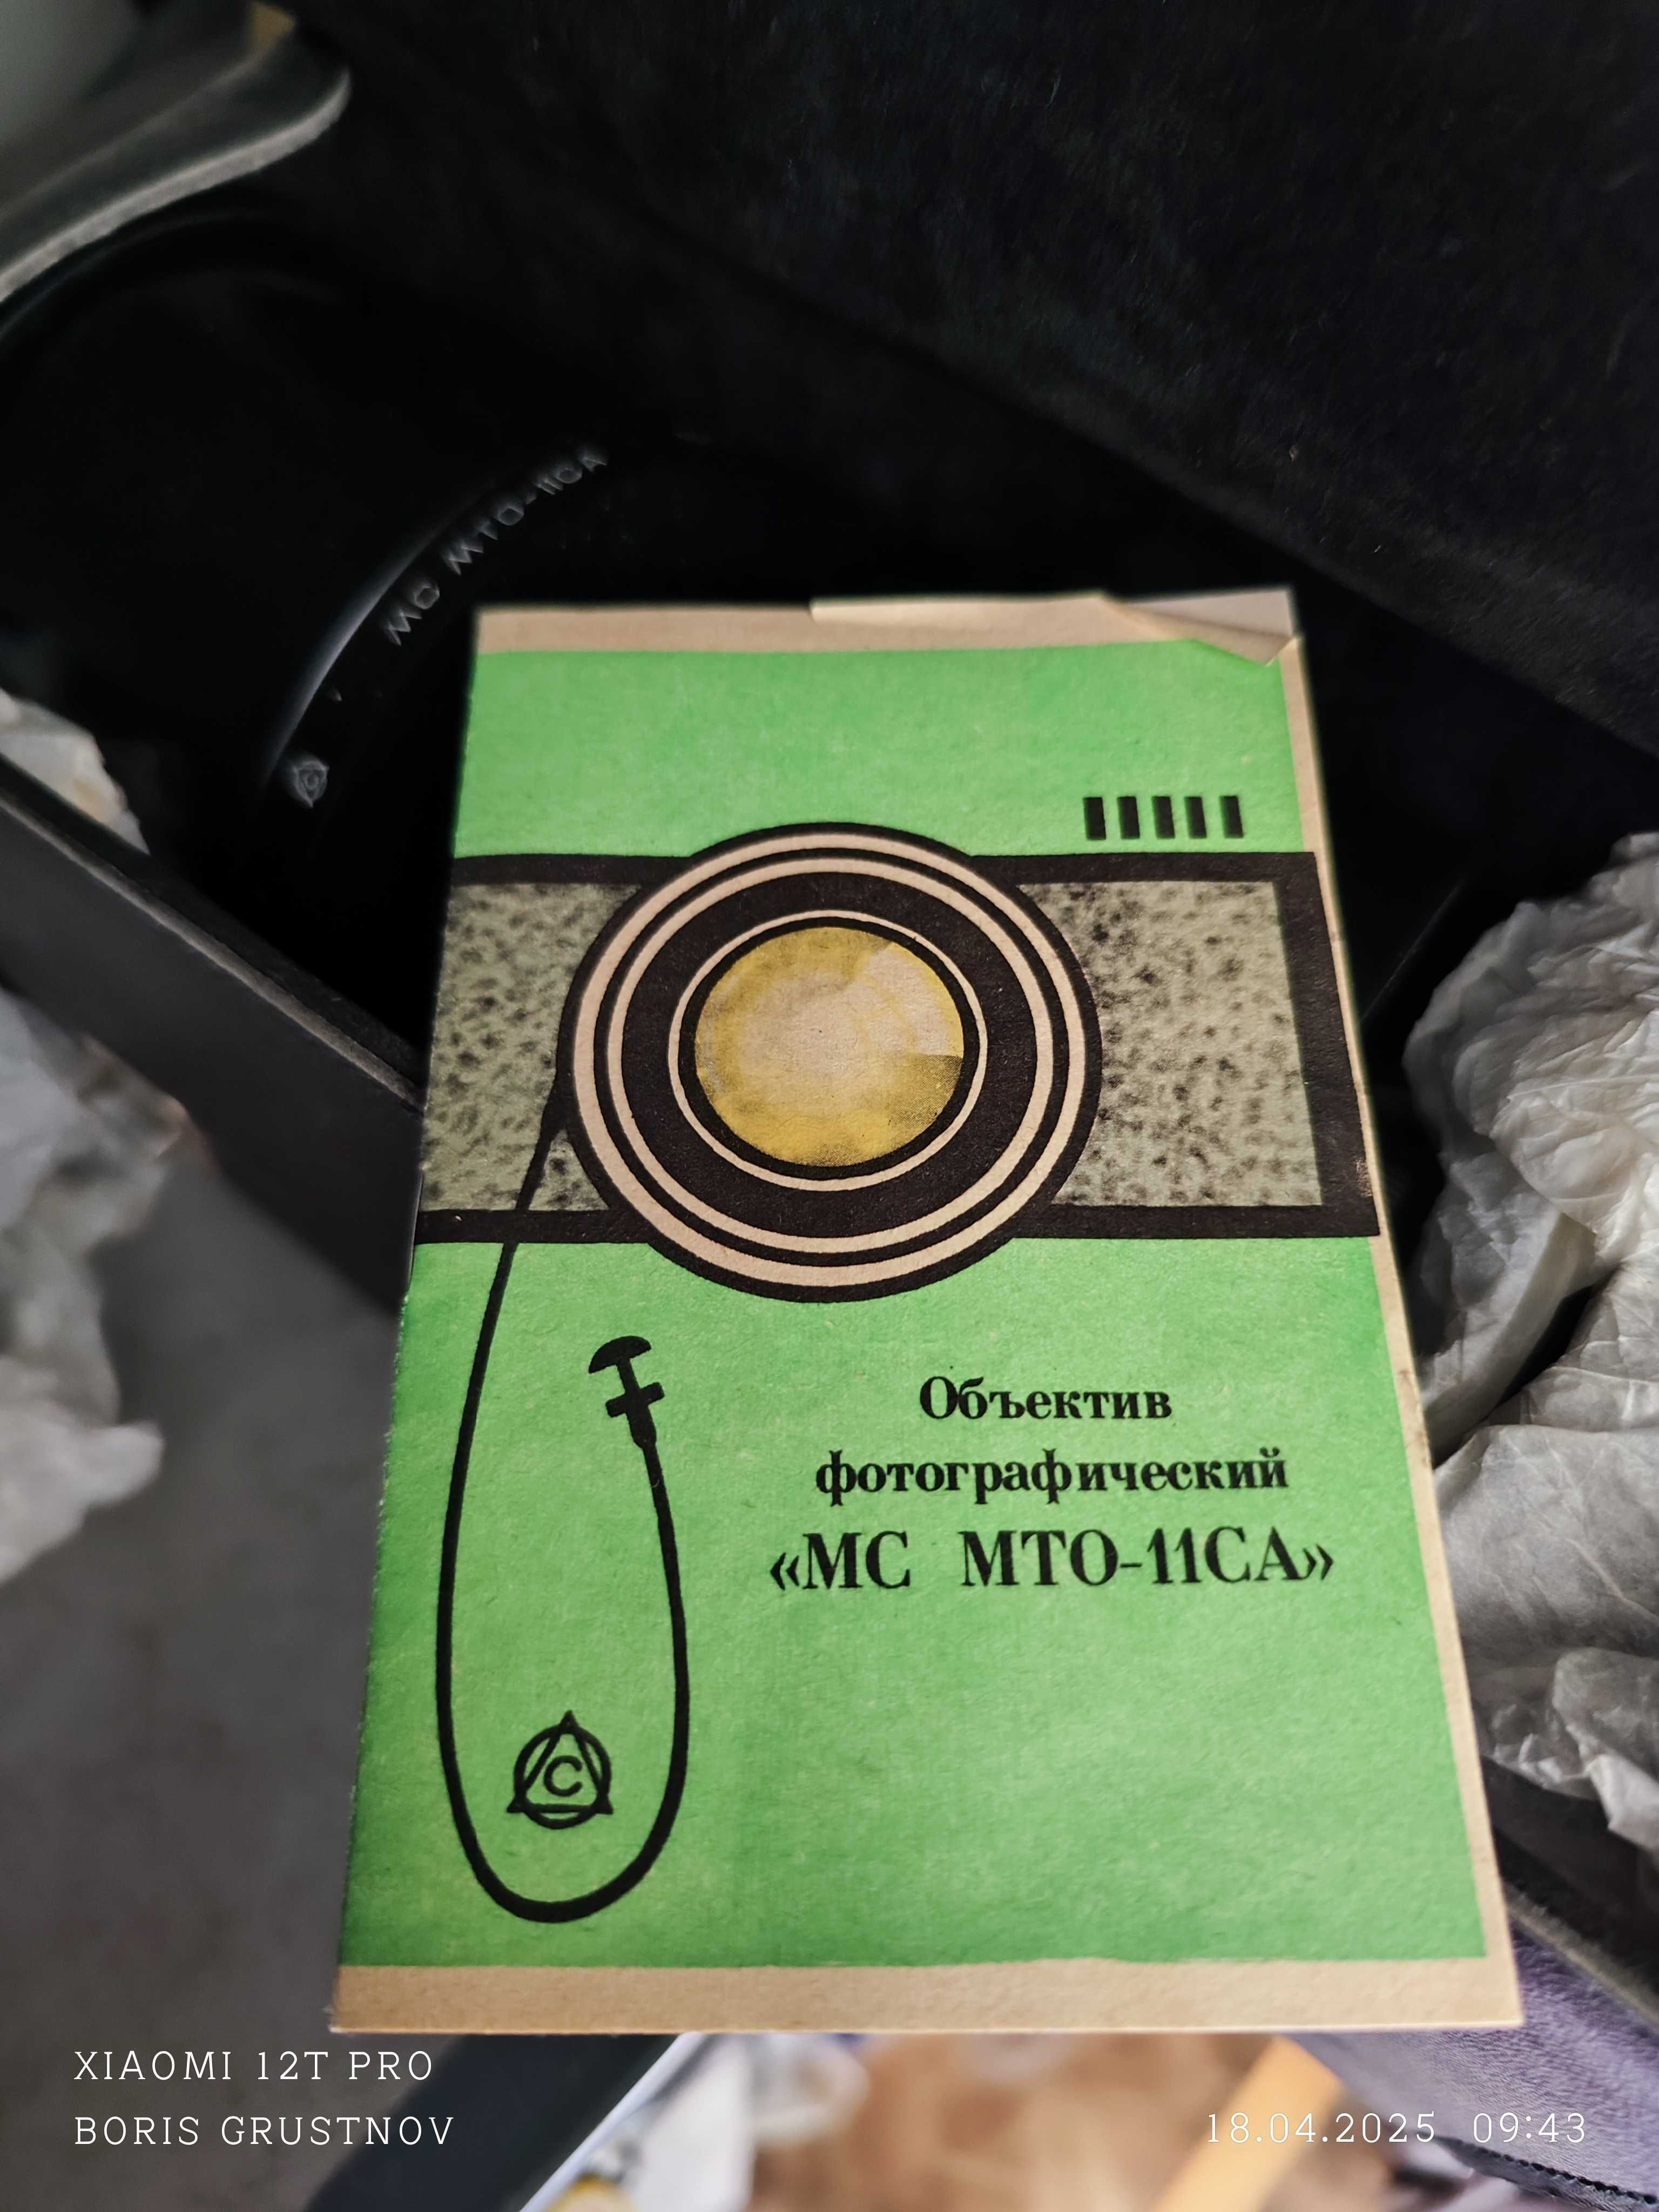 МС МТО-11СА
Объектив
фотографический
«МС МТО-11СА»
С
XIAOMI 12T PRO
BORIS GRUSTNOV
18.04.2025 09:43